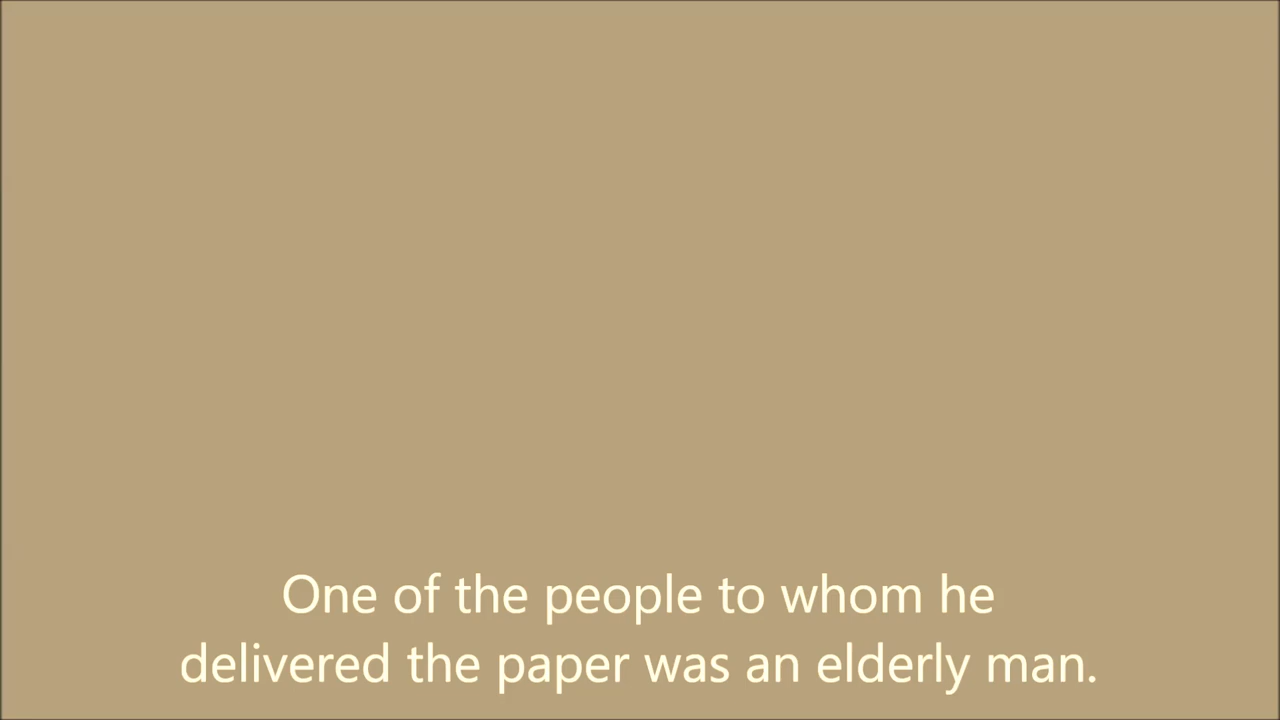 One of the people to whom he
delivered the paper was an elderly man.